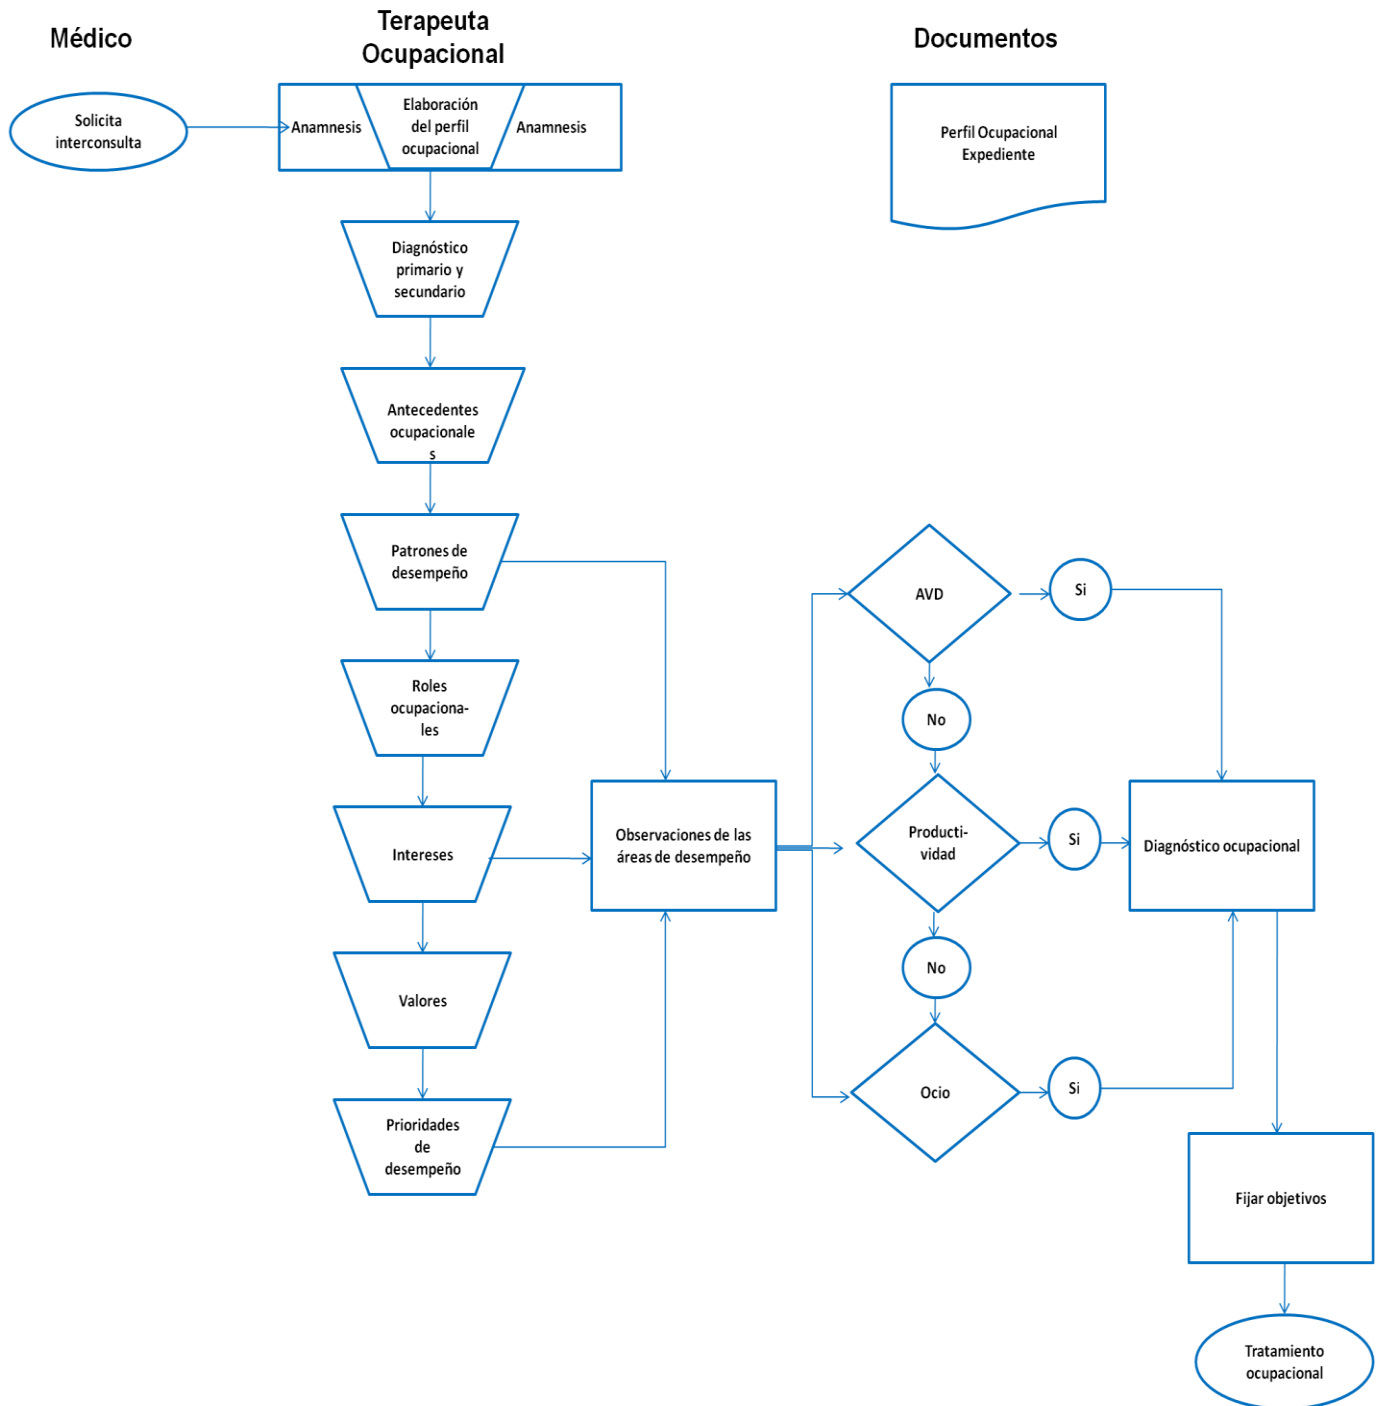 Médico
Terapeuta
Ocupacional
Documentos
Solicita
interconsulta
Anamnesis
Elaboración
del perfil
ocupacional
Anamnesis
Perfil Ocupacional
Expediente
Diagnóstico
primario y
secundario
Antecedentes
ocupacionale
s
Patrones de
desempeño
AVD
Si
No
Roles
ocupaciona-
les
Intereses
Observaciones de las
áreas de desempeño
Producti-
vidad
Si
Diagnóstico ocupacional
No
Valores
Ocio
Si
Prioridades
de
desempeño
Fijar objetivos
Tratamiento
ocupacional